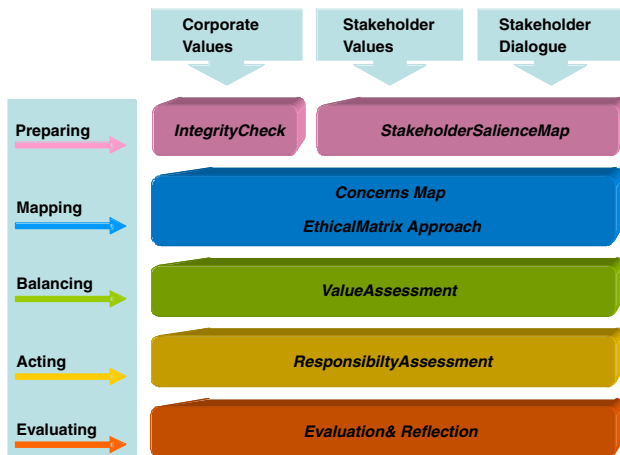 Corporate Values
Stakeholder Values
Stakeholder Dialogue
Preparing
IntegrityCheck
StakeholderSalienceMap
Mapping
Concerns Map
EthicalMatrix Approach
Balancing
ValueAssessment
Acting
ResponsibiltyAssessment
Evaluating
Evaluation& Reflection